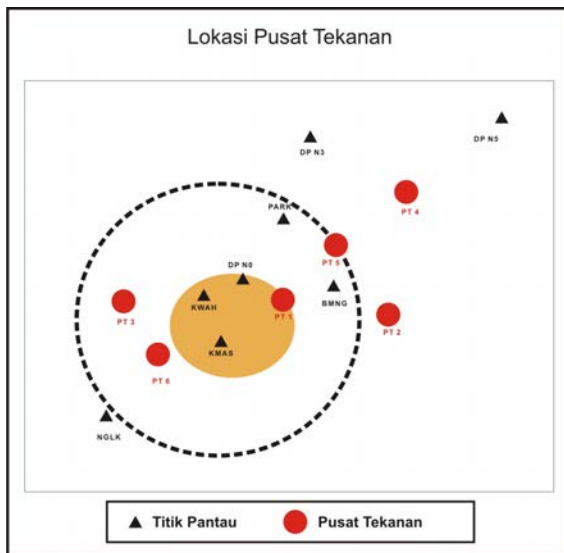 Lokasi Pusat Tekanan
DP N5
DP N3
PT 4
PARK
PT 5
DP N0
KWAH
BMNG
PT 3
PT 1
PT 2
KMAS
PT 6
NGLK
Titik Pantau
Pusat Tekanan